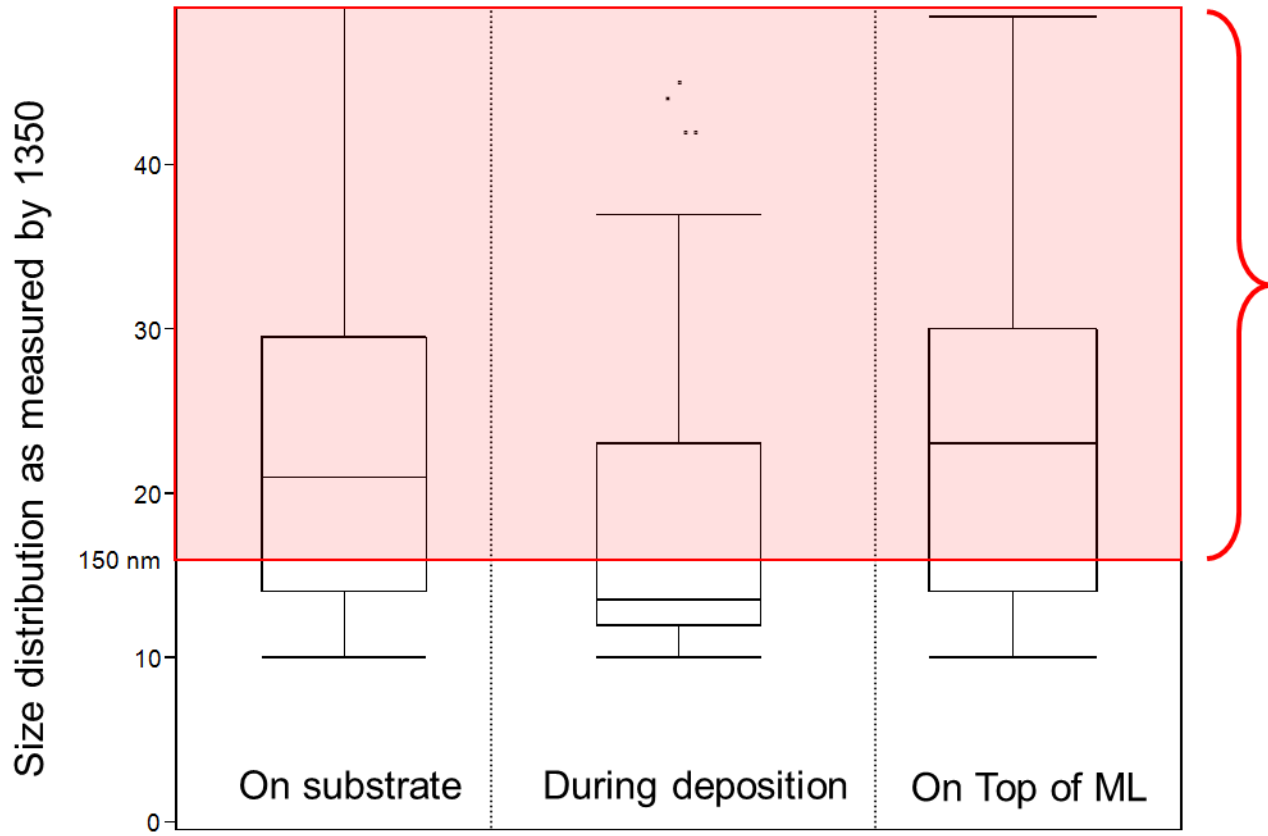 Size distribution as measured by 1350
40
30
20
150 nm
10
0
On substrate
During deposition
On Top of ML